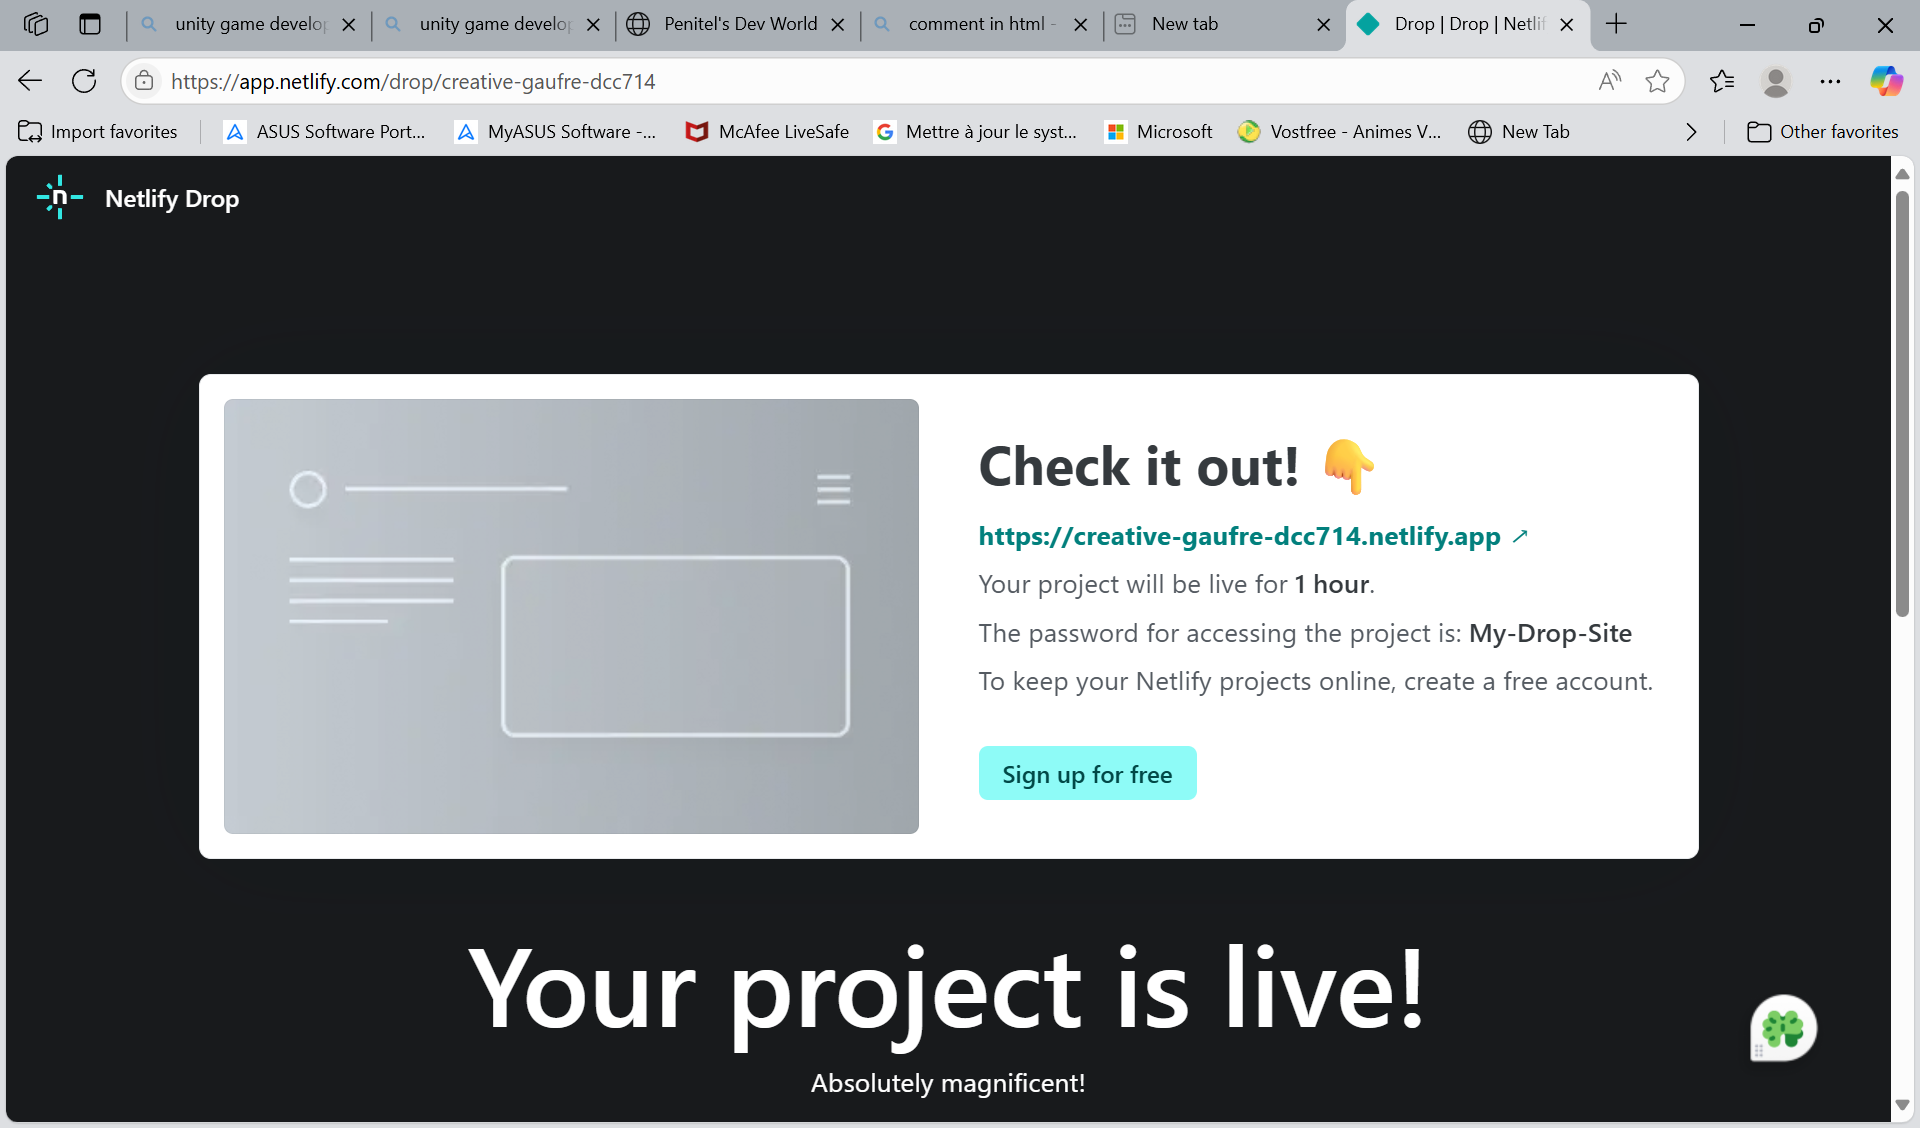 unity game develop
unity game develop
Penitel's Dev World
comment in html -
New tab
Drop | Drop | Netlif
https://app.netlify.com/drop/creative-gaufre-dcc714
Import favorites
ASUS Software Port...
MyASUS Software -...
McAfee LiveSafe
Mettre à jour le syst...
Microsoft
Vostfree - Animes V...
New Tab
Other favorites
Netlify Drop
Check it out! 👇
https://creative-gaufre-dcc714.netlify.app
Your project will be live for 1 hour.
The password for accessing the project is: My-Drop-Site
To keep your Netlify projects online, create a free account.
Sign up for free
Your project is live!
Absolutely magnificent!